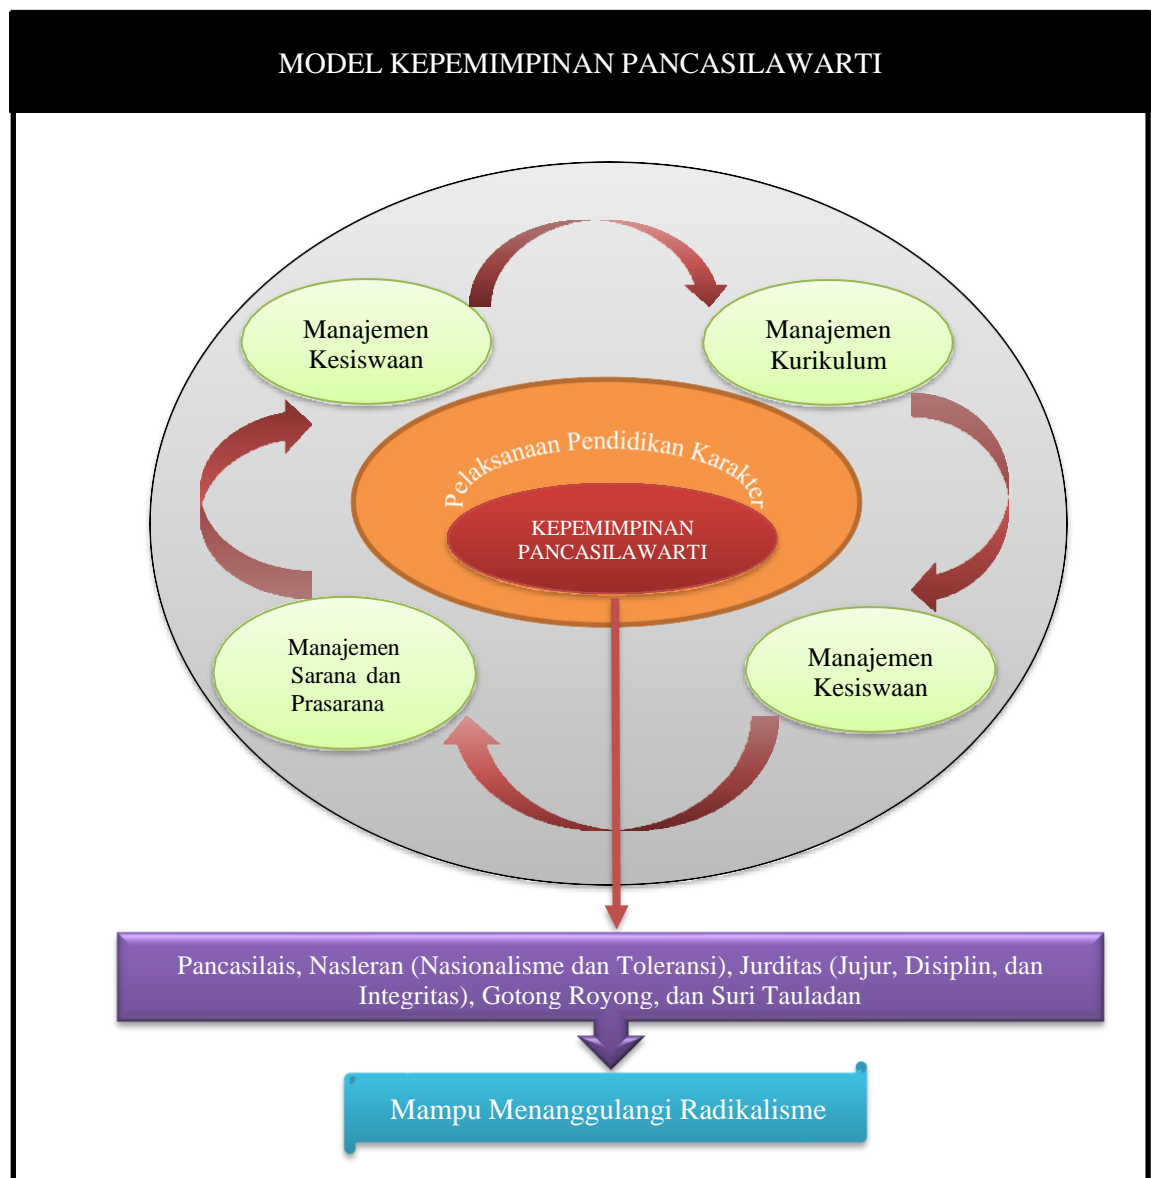 MODEL KEPEMIMPINAN PANCASILAWARTI
Manajemen
Kesiswaan
Manajemen
Kurikulum
Pelaksanaan Pendidikan Karakter
KEPEMIMPINAN
PANCASILAWARTI
Manajemen
Sarana dan
Prasarana
Manajemen
Kesiswaan
Pancasilais, Nasleran (Nasionalisme dan Toleransi), Jurditas (Jujur, Disiplin, dan
Integritas), Gotong Royong, dan Suri Tauladan
Mampu Menanggulangi Radikalisme